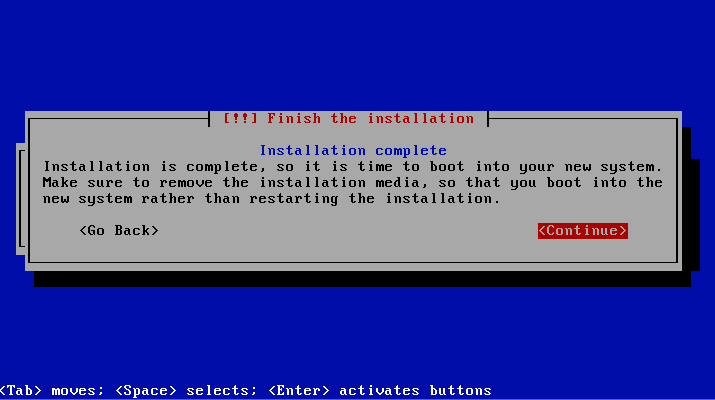 [!!] Finish the installation
Installation complete
Installation is complete, so it is time to boot into your new system.
Make sure to remove the installation media, so that you boot into the
new system rather than restarting the installation.
<Go Back> <Continue>
<Tab> moves; <Space> selects; <Enter> activates buttons